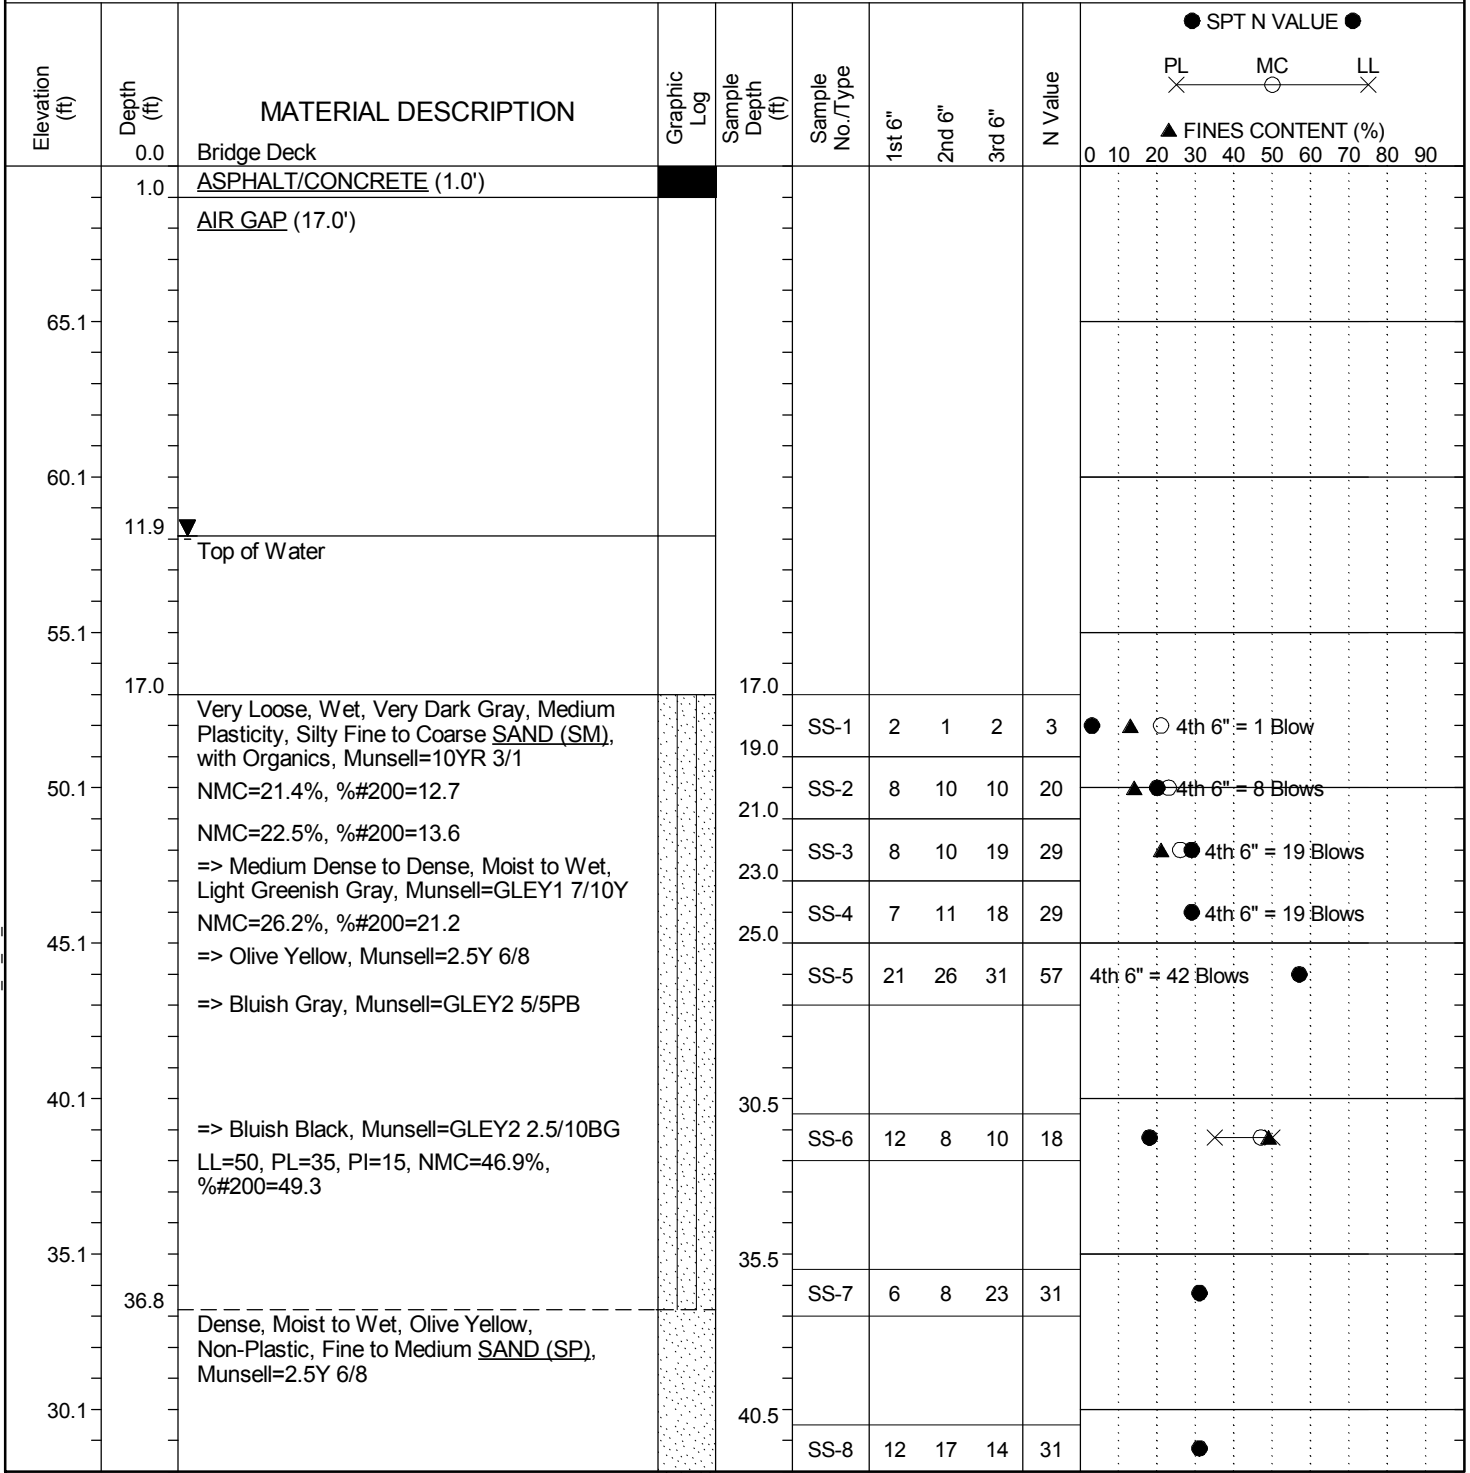 Elevation (ft)
Depth (ft)
MATERIAL DESCRIPTION
Graphic Log
Sample Depth (ft)
Sample No./Type
1st 6"
2nd 6"
3rd 6"
N Value
SPT N VALUE
PL MC LL
FINES CONTENT (%)
0 10 20 30 40 50 60 70 80 90
0.0 Bridge Deck
1.0 ASPHALT/CONCRETE (1.0')
AIR GAP (17.0')
65.1
60.1
11.9
Top of Water
55.1
17.0 17.0
Very Loose, Wet, Very Dark Gray, Medium
Plasticity, Silty Fine to Coarse SAND (SM),
with Organics, Munsell=10YR 3/1
SS-1 2 1 2 3 4th 6" = 1 Blow
19.0
50.1 NMC=21.4%, %#200=12.7 SS-2 8 10 10 20 4th 6" = 8 Blows
21.0
NMC=22.5%, %#200=13.6
=> Medium Dense to Dense, Moist to Wet,
Light Greenish Gray, Munsell=GLEY1 7/10Y
SS-3 8 10 19 29 4th 6" = 19 Blows
23.0
NMC=26.2%, %#200=21.2 SS-4 7 11 18 29 4th 6" = 19 Blows
25.0
45.1
=> Olive Yellow, Munsell=2.5Y 6/8
SS-5 21 26 31 57 4th 6" = 42 Blows
=> Bluish Gray, Munsell=GLEY2 5/5PB
40.1 30.5
=> Bluish Black, Munsell=GLEY2 2.5/10BG SS-6 12 8 10 18
LL=50, PL=35, PI=15, NMC=46.9%,
%#200=49.3
35.1 35.5
36.8 SS-7 6 8 23 31
Dense, Moist to Wet, Olive Yellow,
Non-Plastic, Fine to Medium SAND (SP),
Munsell=2.5Y 6/8
30.1 40.5
SS-8 12 17 14 31